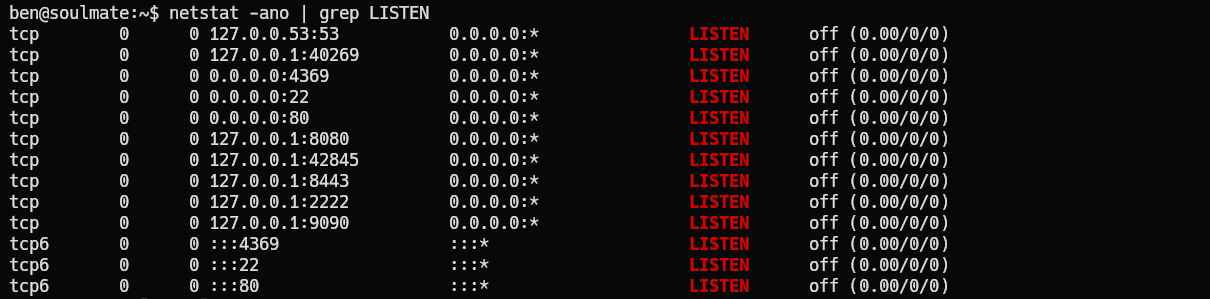 ben@soulmate:~$ netstat -ano | grep LISTEN
tcp        0      0 127.0.0.53:53           0.0.0.0:*               LISTEN      off (0.00/0/0)
tcp        0      0 127.0.0.1:40269         0.0.0.0:*               LISTEN      off (0.00/0/0)
tcp        0      0 0.0.0.0:4369            0.0.0.0:*               LISTEN      off (0.00/0/0)
tcp        0      0 0.0.0.0:22              0.0.0.0:*               LISTEN      off (0.00/0/0)
tcp        0      0 0.0.0.0:80              0.0.0.0:*               LISTEN      off (0.00/0/0)
tcp        0      0 127.0.0.1:8080          0.0.0.0:*               LISTEN      off (0.00/0/0)
tcp        0      0 127.0.0.1:42845         0.0.0.0:*               LISTEN      off (0.00/0/0)
tcp        0      0 127.0.0.1:8443          0.0.0.0:*               LISTEN      off (0.00/0/0)
tcp        0      0 127.0.0.1:2222          0.0.0.0:*               LISTEN      off (0.00/0/0)
tcp        0      0 127.0.0.1:9090          0.0.0.0:*               LISTEN      off (0.00/0/0)
tcp6       0      0 :::4369                 :::*                    LISTEN      off (0.00/0/0)
tcp6       0      0 :::22                   :::*                    LISTEN      off (0.00/0/0)
tcp6       0      0 :::80                   :::*                    LISTEN      off (0.00/0/0)